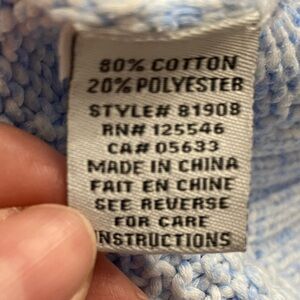 80% COTTON
20% POLYESTER
STYLE# 81908
RN# 125546
CA# 05633
MADE IN CHINA
FAIT EN CHINE
SEE REVERSE
FOR CARE
INSTRUCTIONS